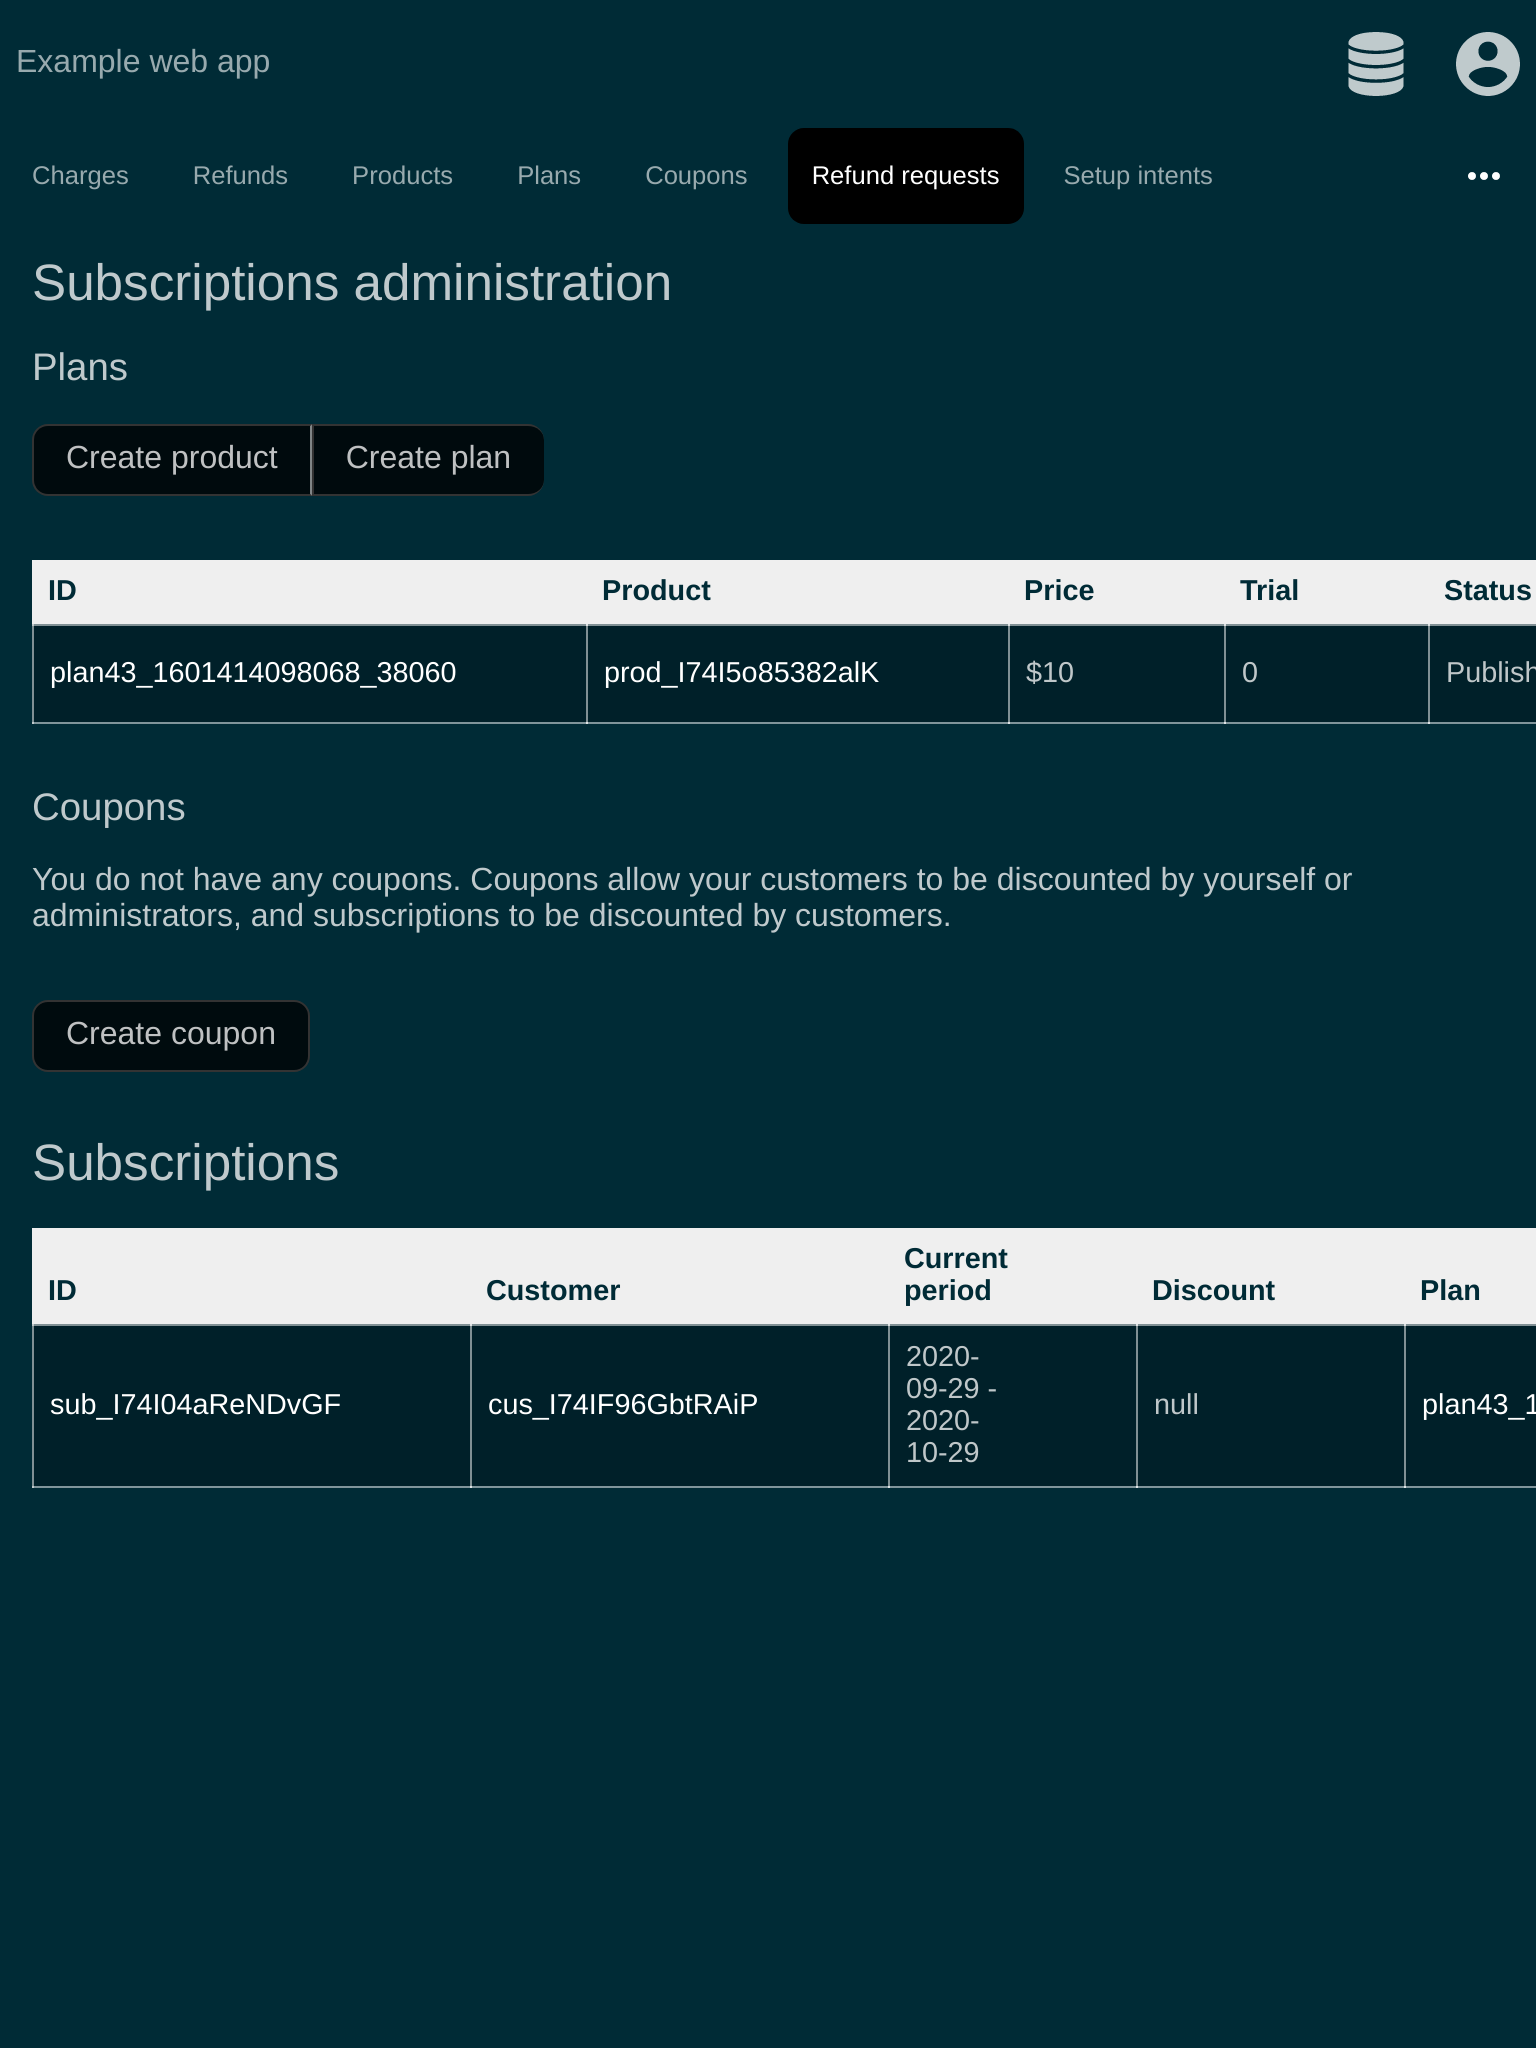 Example web app
Charges Refunds Products Plans Coupons Refund requests Setup intents
Subscriptions administration
Plans
Create product Create plan
ID Product Price Trial Status
plan43_1601414098068_38060 prod_I74I5o85382alK $10 0 Publish
Coupons
You do not have any coupons. Coupons allow your customers to be discounted by yourself or
administrators, and subscriptions to be discounted by customers.
Create coupon
Subscriptions
ID Customer Current period Discount Plan
sub_I74I04aReNDvGF cus_I74IF96GbtRAiP 2020-09-29 - 2020-10-29 null plan43_1